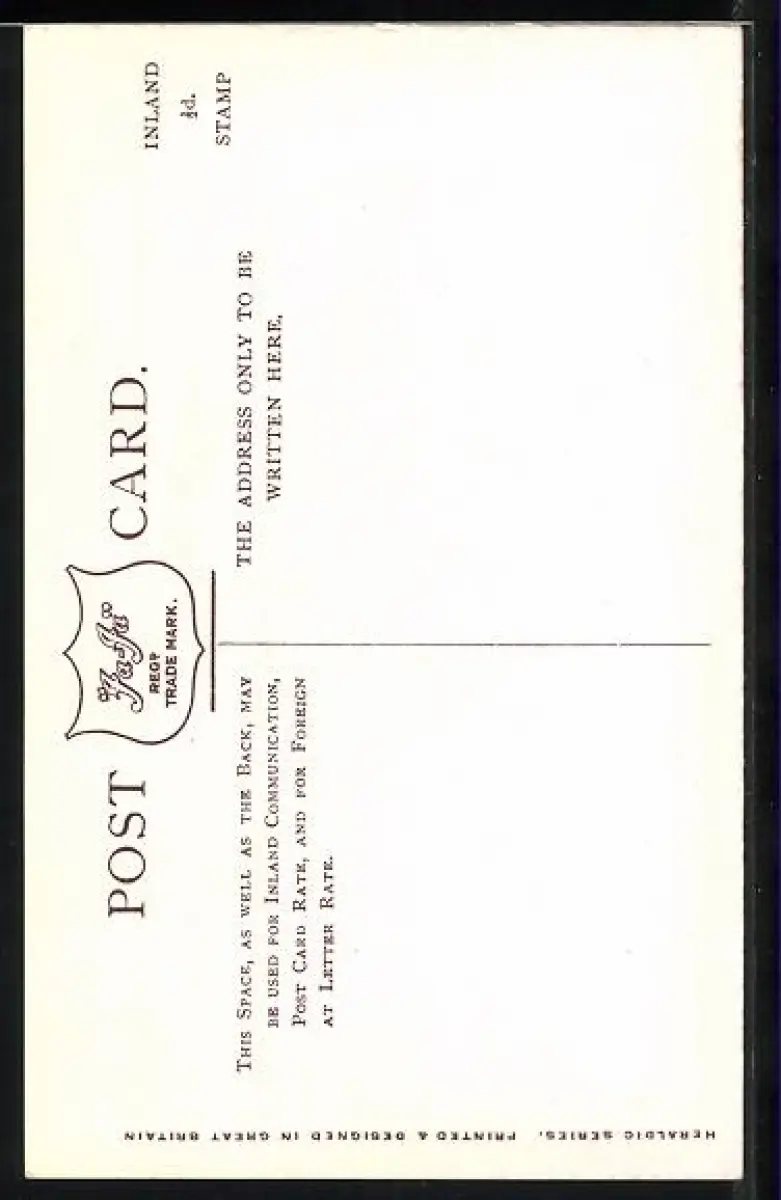 POST CARD.
"JaJa"
REGD
TRADE MARK.
INLAND
½d.
STAMP
THIS SPACE, AS WELL AS THE BACK, MAY
BE USED FOR INLAND COMMUNICATION,
POST CARD RATE, AND FOR FOREIGN
AT LETTER RATE.
THE ADDRESS ONLY TO BE
WRITTEN HERE.
HERALDIC SERIES. PRINTED & DESIGNED IN GREAT BRITAIN